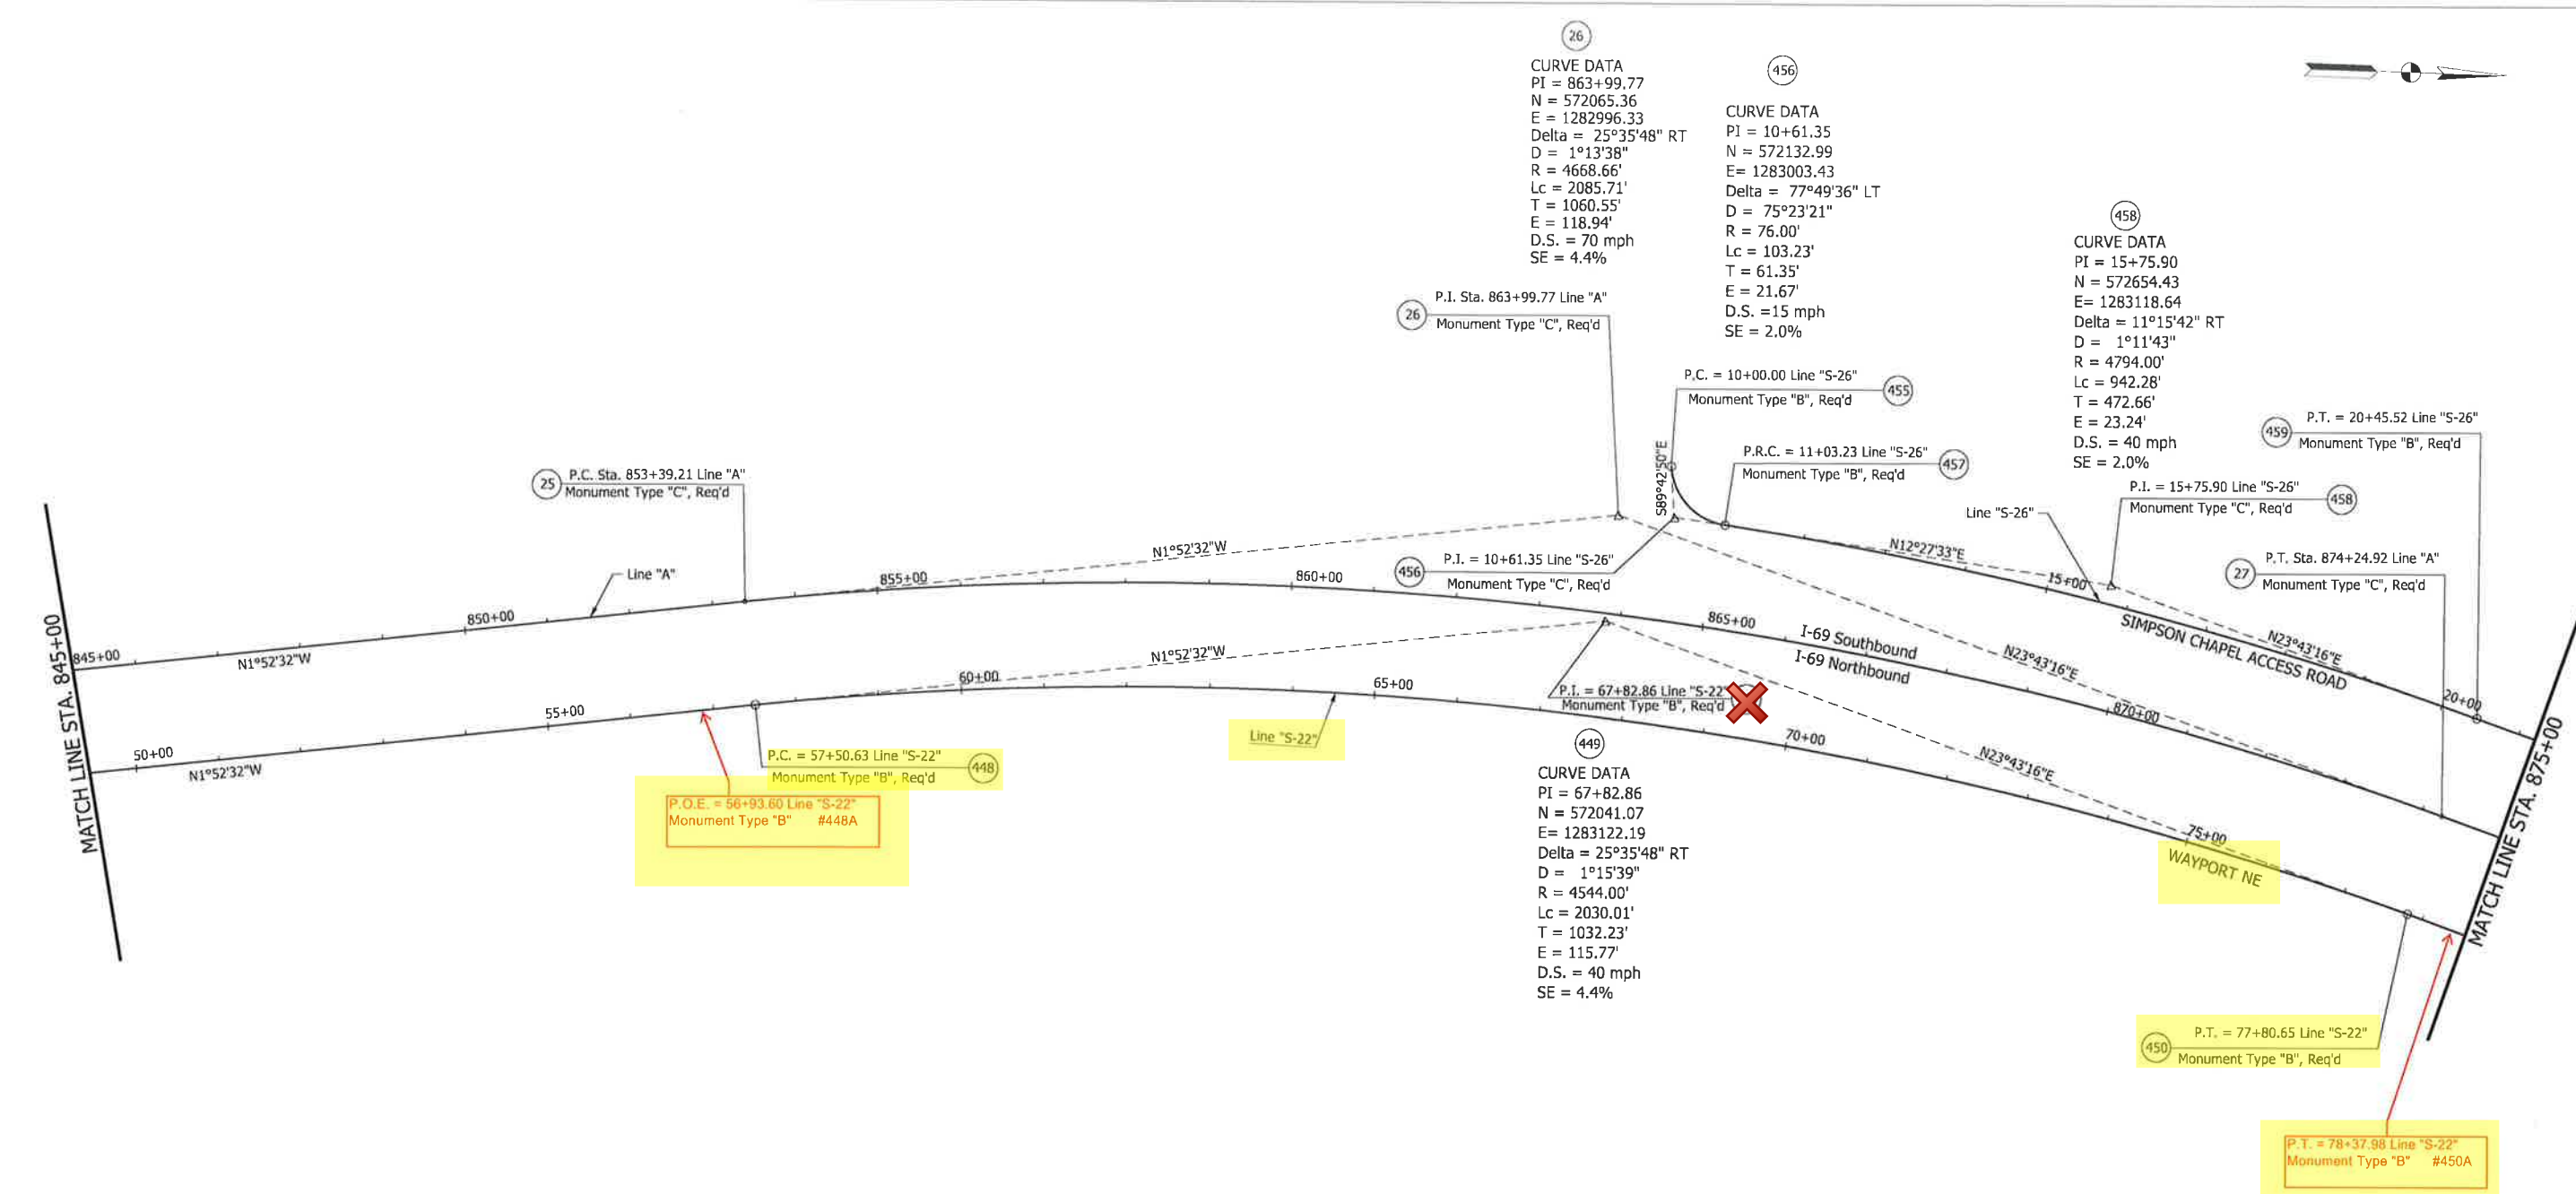 26
CURVE DATA
PI = 863+99.77
N = 572065.36
E = 1282996.33
Delta = 25°35'48" RT
D = 1°13'38"
R = 4668.66'
Lc = 2085.71'
T = 1060.55'
E = 118.94'
D.S. = 70 mph
SE = 4.4%
456
CURVE DATA
PI = 10+61.35
N = 572132.99
E= 1283003.43
Delta = 77°49'36" LT
D = 75°23'21"
R = 76.00'
Lc = 103.23'
T = 61.35'
E = 21.67'
D.S. =15 mph
SE = 2.0%
458
CURVE DATA
PI = 15+75.90
N = 572654.43
E= 1283118.64
Delta = 11°15'42" RT
D = 1°11'43"
R = 4794.00'
Lc = 942.28'
T = 472.66'
E = 23.24'
D.S. = 40 mph
SE = 2.0%
26
P.I. Sta. 863+99.77 Line "A"
Monument Type "C", Req'd
P.C. = 10+00.00 Line "S-26"
Monument Type "B", Req'd
455
S89°42'50"E
P.R.C. = 11+03.23 Line "S-26"
Monument Type "B", Req'd
457
P.T. = 20+45.52 Line "S-26"
Monument Type "B", Req'd
459
25
P.C. Sta. 853+39.21 Line "A"
Monument Type "C", Req'd
P.I. = 15+75.90 Line "S-26"
Monument Type "C", Req'd
458
Line "S-26"
P.T. Sta. 874+24.92 Line "A"
Monument Type "C", Req'd
27
456
P.I. = 10+61.35 Line "S-26"
Monument Type "C", Req'd
N1°52'32"W
N12°27'33"E
Line "A"
MATCH LINE STA. 845+00
845+00
N1°52'32"W
850+00
855+00
860+00
865+00
I-69 Southbound
I-69 Northbound
15+00
SIMPSON CHAPEL ACCESS ROAD
N23°43'16"E
N23°43'16"E
870+00
20+00
MATCH LINE STA. 875+00
50+00
N1°52'32"W
55+00
60+00
N1°52'32"W
65+00
P.I. = 67+82.86 Line "S-22"
Monument Type "B", Req'd
70+00
N23°43'16"E
75+00
WAYPORT NE
Line "S-22"
P.C. = 57+50.63 Line "S-22"
Monument Type "B", Req'd
448
P.O.E. = 56+93.60 Line "S-22"
Monument Type "B" #448A
449
CURVE DATA
PI = 67+82.86
N = 572041.07
E= 1283122.19
Delta = 25°35'48" RT
D = 1°15'39"
R = 4544.00'
Lc = 2030.01'
T = 1032.23'
E = 115.77'
D.S. = 40 mph
SE = 4.4%
450
P.T. = 77+80.65 Line "S-22"
Monument Type "B", Req'd
P.T. = 78+37.98 Line "S-22"
Monument Type "B" #450A